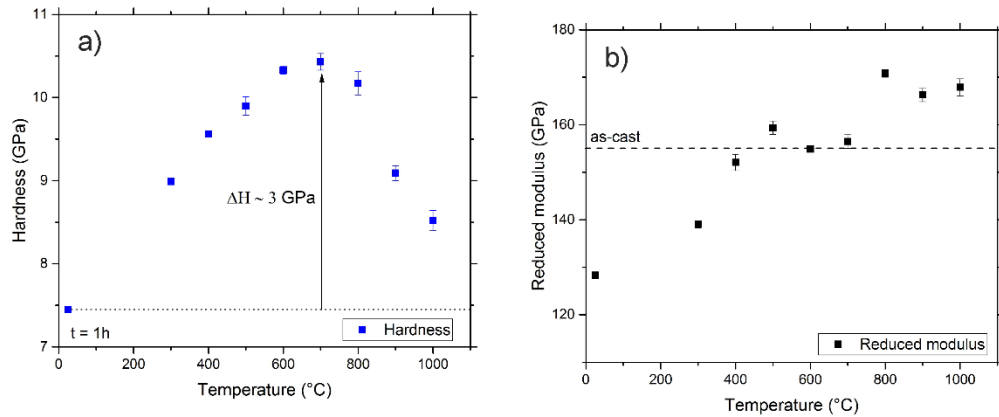 a)
11
10
9
8
7
Hardness (GPa)
ΔH ~ 3 GPa
t = 1h
Hardness
0 200 400 600 800 1000
Temperature (°C)
b)
180
160
140
120
Reduced modulus (GPa)
as-cast
Reduced modulus
0 200 400 600 800 1000
Temperature (°C)